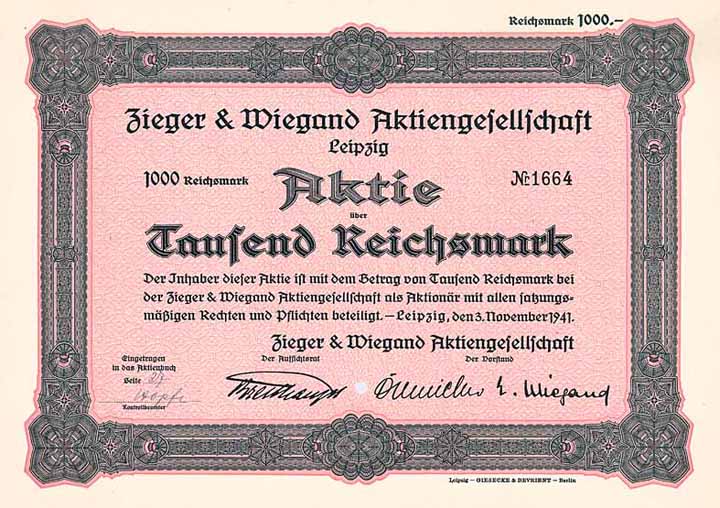 Reichsmark 1000.–
Zieger & Wiegand Aktiengesellschaft
Leipzig
1000 Reichsmark Aktie № 1664
über
Tausend Reichsmark
Der Inhaber dieser Aktie ist mit dem Betrag von Tausend Reichsmark bei
der Zieger & Wiegand Aktiengesellschaft als Aktionär mit allen satzungs-
mäßigen Rechten und Pflichten beteiligt. – Leipzig, den 3. November 1941.
Zieger & Wiegand Aktiengesellschaft
Eingetragen Der Aufsichtsrat Der Vorstand
in das Aktienbuch
Seite 27
E. Wiegand
Kontrollbeamter
Leipzig – GIESECKE & DEVRIENT – Berlin